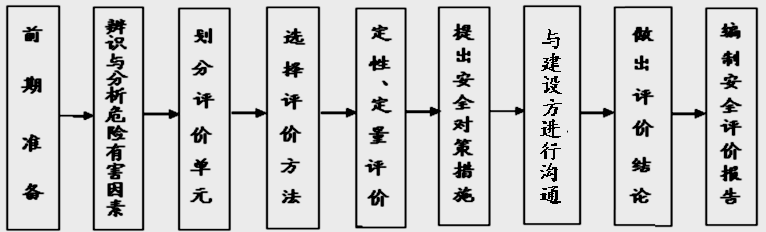 前期准备
辨识与分析危险有害因素
划分评价单元
选择评价方法
定性、定量评价
提出安全对策措施
与建设方进行沟通
做出评价结论
编制安全评价报告